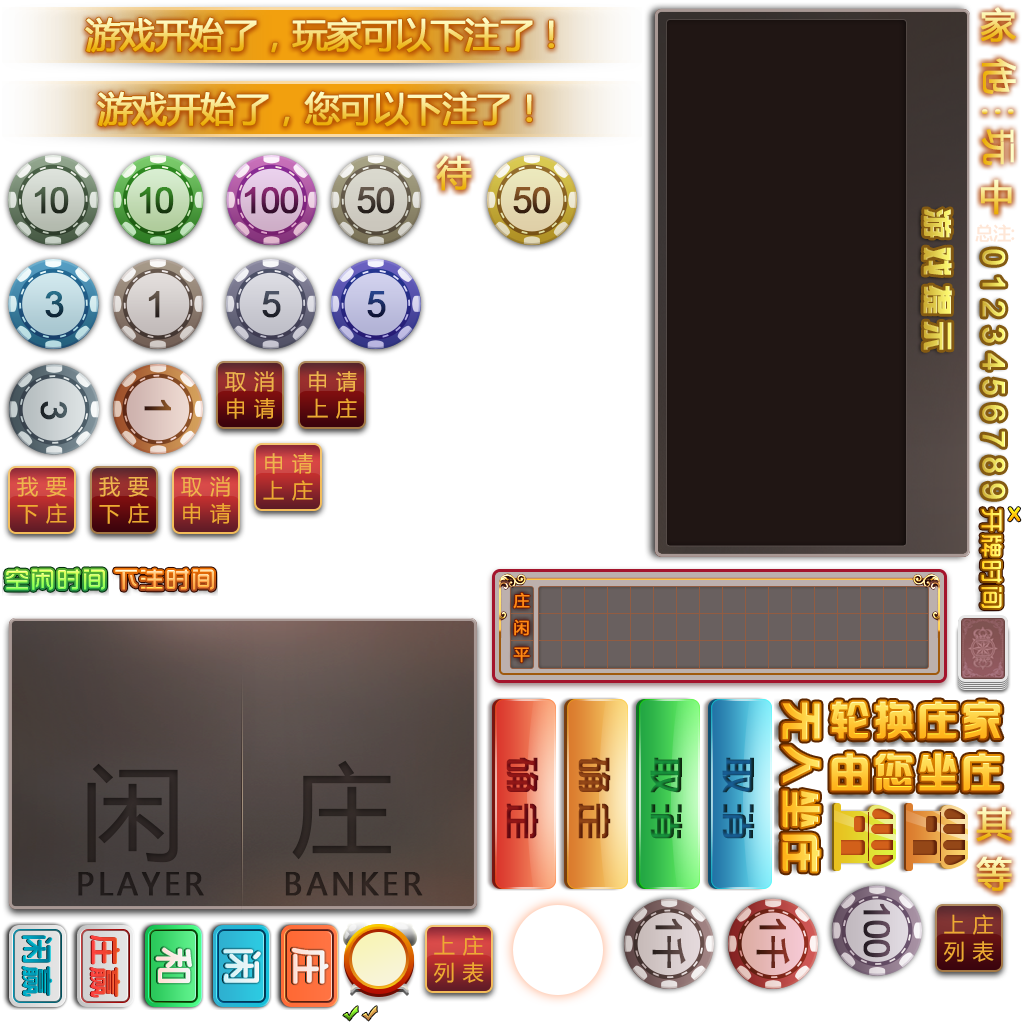 游戏开始了，玩家可以下注了！
游戏开始了，您可以下注了！
10
10
100
50
待
50
3
1
5
5
3
1
取消
申请
申请
上庄
申请
上庄
我要
下庄
我要
下庄
取消
申请
空闲时间
下注时间
游戏提示
家
他
:
玩
中
总注:
0123456789
X
开牌时间
庄
闲
平
闲
PLAYER
庄
BANKER
确定
确定
取消
取消
无人坐庄
轮换庄家
由您坐庄
其
等
闲赢
庄赢
和
闲
庄
上庄
列表
1千
1千
100
上庄
列表